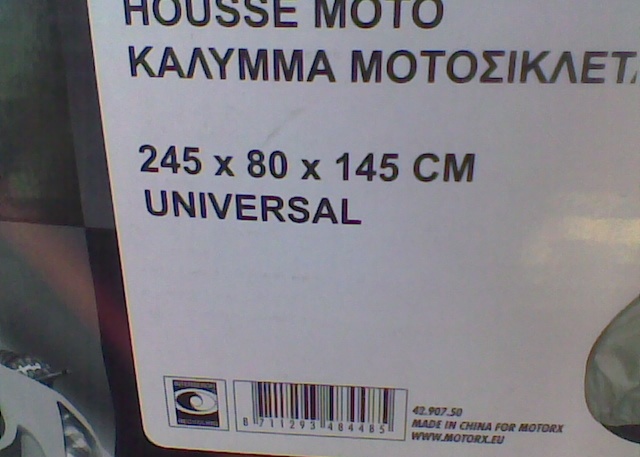 HOUSSE MOTO
ΚΑΛΥΜΜΑ ΜΟΤΟΣΙΚΛΕΤ
245 x 80 x 145 CM
UNIVERSAL
8 711293 484485
42.907.50
MADE IN CHINA FOR MOTORX
WWW.MOTORX.EU